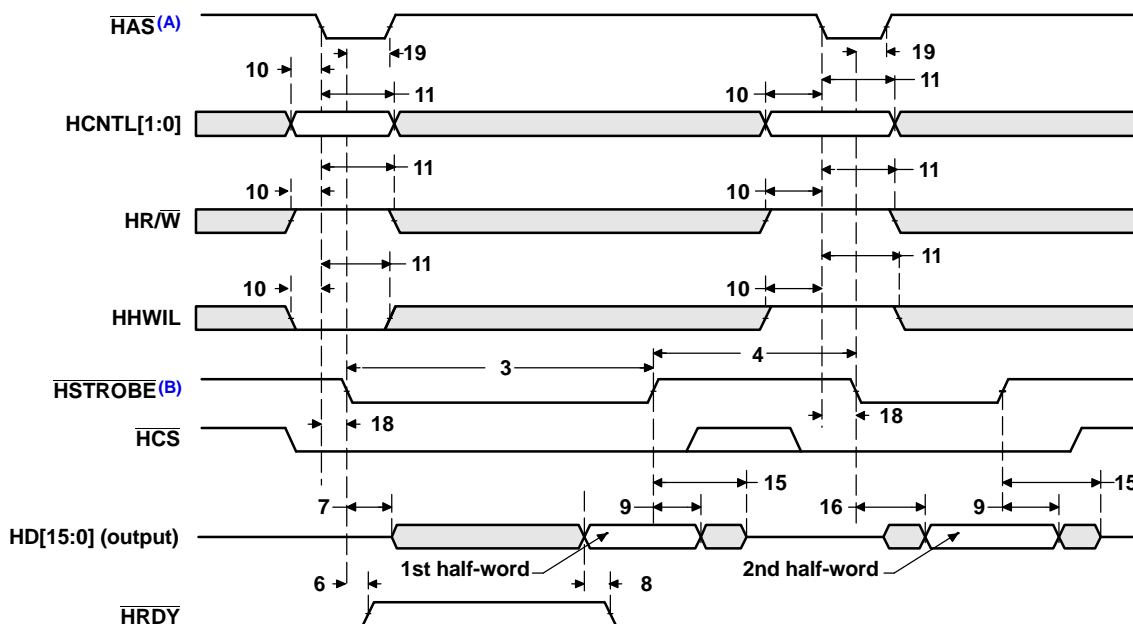 HAS (A)
19
19
10
11
11
10
HCNTL[1:0]
11
11
10
10
HR/W
11
11
10
10
HHWIL
3
4
HSTROBE (B)
18
18
HCS
15
15
7
9
16
9
HD[15:0] (output)
1st half-word
2nd half-word
6
8
HRDY